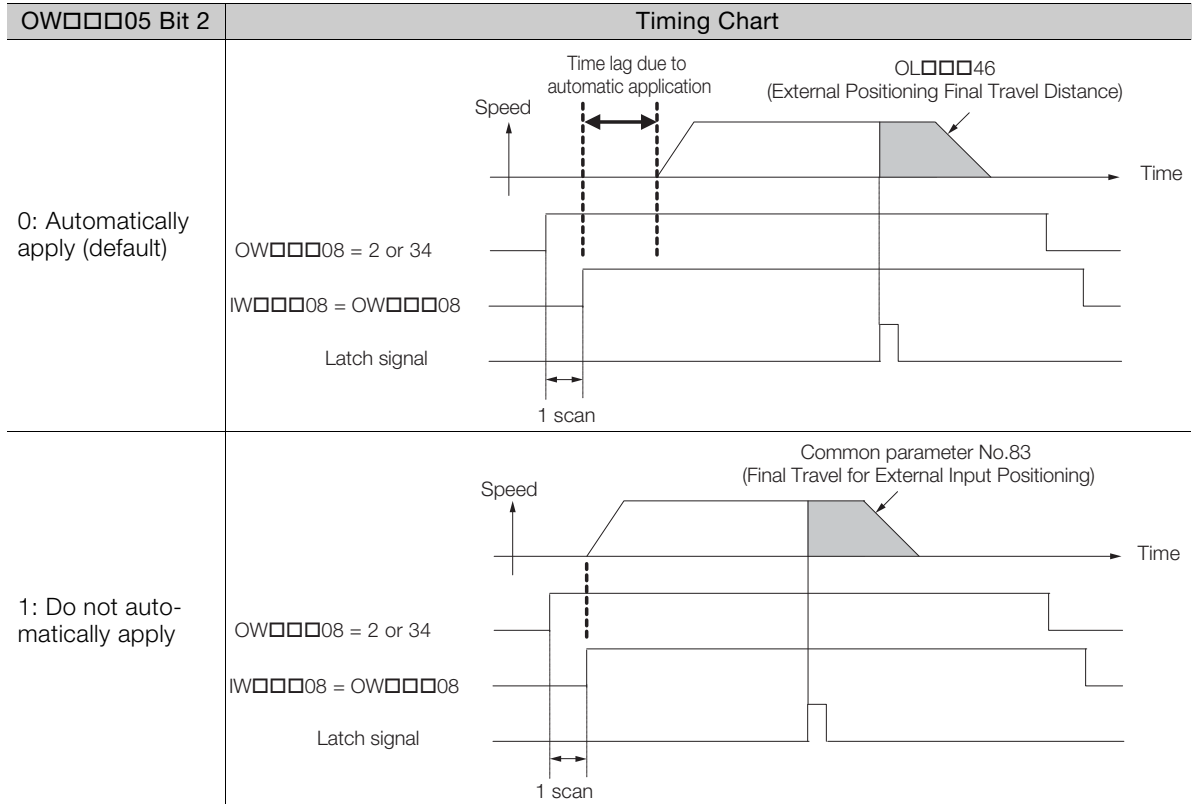 OW□□□05 Bit 2
Timing Chart
0: Automatically
apply (default)
Time lag due to
automatic application
OL□□□46
(External Positioning Final Travel Distance)
Speed
Time
OW□□□08 = 2 or 34
IW□□□08 = OW□□□08
Latch signal
1 scan
1: Do not auto-
matically apply
Common parameter No.83
(Final Travel for External Input Positioning)
Speed
Time
OW□□□08 = 2 or 34
IW□□□08 = OW□□□08
Latch signal
1 scan